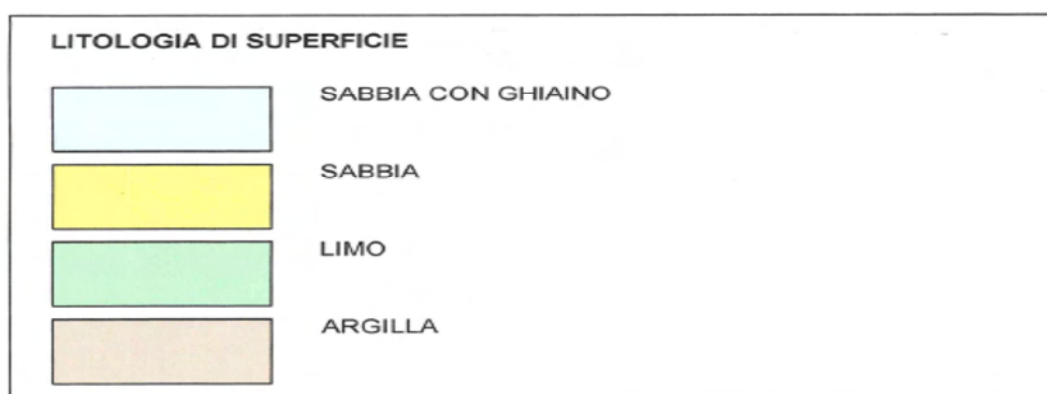 LITOLOGIA DI SUPERFICIE
SABBIA CON GHIAINO
SABBIA
LIMO
ARGILLA